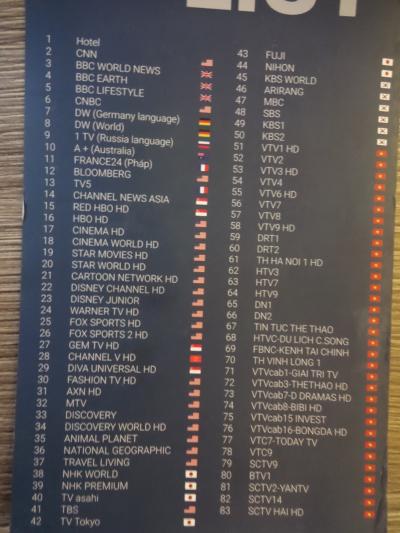 LIST
1 Hotel
2 CNN
3 BBC WORLD NEWS
4 BBC EARTH
5 BBC LIFESTYLE
6 CNBC
7 DW (Germany language)
8 DW (World)
9 1 TV (Russia language)
10 A + (Australia)
11 FRANCE24 (Pháp)
12 BLOOMBERG
13 TV5
14 CHANNEL NEWS ASIA
15 RED HBO HD
16 HBO HD
17 CINEMA HD
18 CINEMA WORLD HD
19 STAR MOVIES HD
20 STAR WORLD HD
21 CARTOON NETWORK HD
22 DISNEY CHANNEL HD
23 DISNEY JUNIOR
24 WARNER TV HD
25 FOX SPORTS HD
26 FOX SPORTS 2 HD
27 GEM TV HD
28 CHANNEL V HD
29 DIVA UNIVERSAL HD
30 FASHION TV HD
31 AXN HD
32 MTV
33 DISCOVERY
34 DISCOVERY WORLD HD
35 ANIMAL PLANET
36 NATIONAL GEOGRAPHIC
37 TRAVEL LIVING
38 NHK WORLD
39 NHK PREMIUM
40 TV asahi
41 TBS
42 TV Tokyo
43 FUJI
44 NIHON
45 KBS WORLD
46 ARIRANG
47 MBC
48 SBS
49 KBS1
50 KBS2
51 VTV1 HD
52 VTV2
53 VTV3 HD
54 VTV4
55 VTV6 HD
56 VTV7
57 VTV8
58 VTV9 HD
59 DRT1
60 DRT2
61 TH HA NOI 1 HD
62 HTV3
63 HTV7
64 HTV9
65 DN1
66 DN2
67 TIN TUC THE THAO
68 HTVC-DU LICH C.SONG
69 FBNC-KENH TAI CHINH
70 TH VINH LONG 1
71 VTVcab1-GIAI TRI TV
72 VTVcab3-THETHAO HD
73 VTVcab7-D DRAMAS HD
74 VTVcab8-BIBI HD
75 VTVcab15 INVEST
76 VTVcab16-BONGDA HD
77 VTC7-TODAY TV
78 VTC9
79 SCTV9
80 BTV1
81 SCTV2-YANTV
82 SCTV14
83 SCTV HAI HD